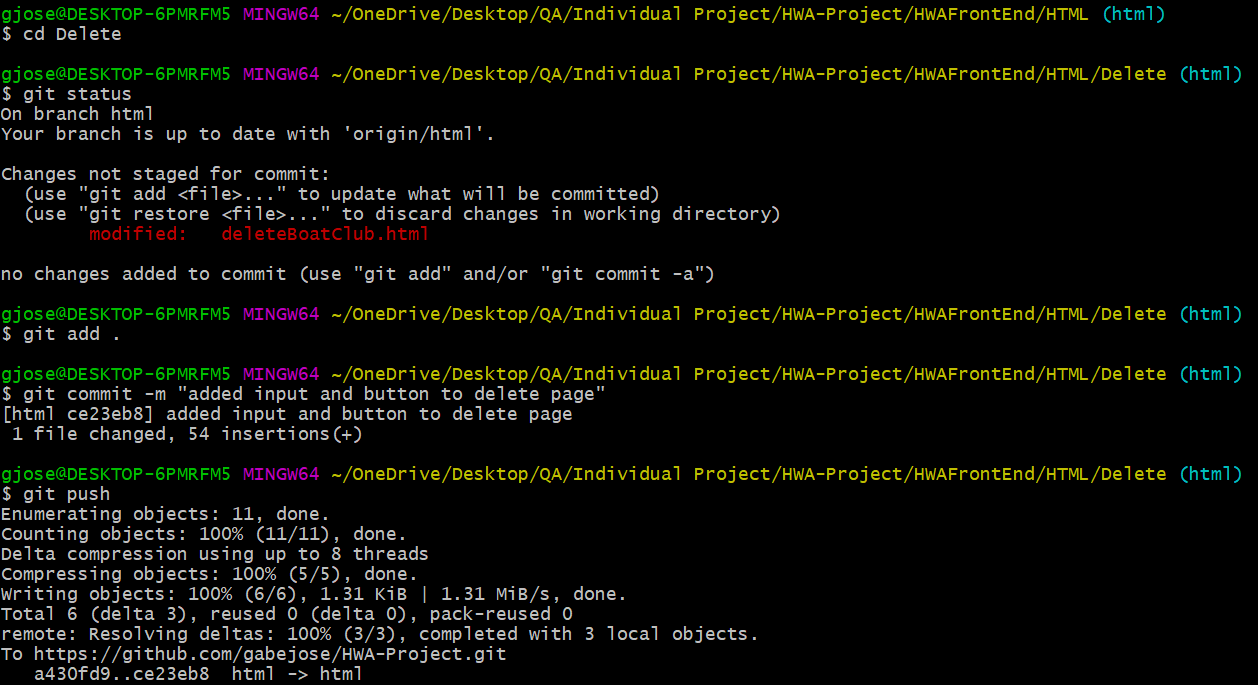 gjose@DESKTOP-6PMRFM5 MINGW64 ~/OneDrive/Desktop/QA/Individual Project/HWA-Project/HWAFrontEnd/HTML (html)
$ cd Delete
gjose@DESKTOP-6PMRFM5 MINGW64 ~/OneDrive/Desktop/QA/Individual Project/HWA-Project/HWAFrontEnd/HTML/Delete (html)
$ git status
On branch html
Your branch is up to date with 'origin/html'.
Changes not staged for commit:
  (use "git add <file>..." to update what will be committed)
  (use "git restore <file>..." to discard changes in working directory)
        modified:   deleteBoatClub.html
no changes added to commit (use "git add" and/or "git commit -a")
gjose@DESKTOP-6PMRFM5 MINGW64 ~/OneDrive/Desktop/QA/Individual Project/HWA-Project/HWAFrontEnd/HTML/Delete (html)
$ git add .
gjose@DESKTOP-6PMRFM5 MINGW64 ~/OneDrive/Desktop/QA/Individual Project/HWA-Project/HWAFrontEnd/HTML/Delete (html)
$ git commit -m "added input and button to delete page"
[html ce23eb8] added input and button to delete page
 1 file changed, 54 insertions(+)
gjose@DESKTOP-6PMRFM5 MINGW64 ~/OneDrive/Desktop/QA/Individual Project/HWA-Project/HWAFrontEnd/HTML/Delete (html)
$ git push
Enumerating objects: 11, done.
Counting objects: 100% (11/11), done.
Delta compression using up to 8 threads
Compressing objects: 100% (5/5), done.
Writing objects: 100% (6/6), 1.31 KiB | 1.31 MiB/s, done.
Total 6 (delta 3), reused 0 (delta 0), pack-reused 0
remote: Resolving deltas: 100% (3/3), completed with 3 local objects.
To https://github.com/gabejose/HWA-Project.git
   a430fd9..ce23eb8  html -> html